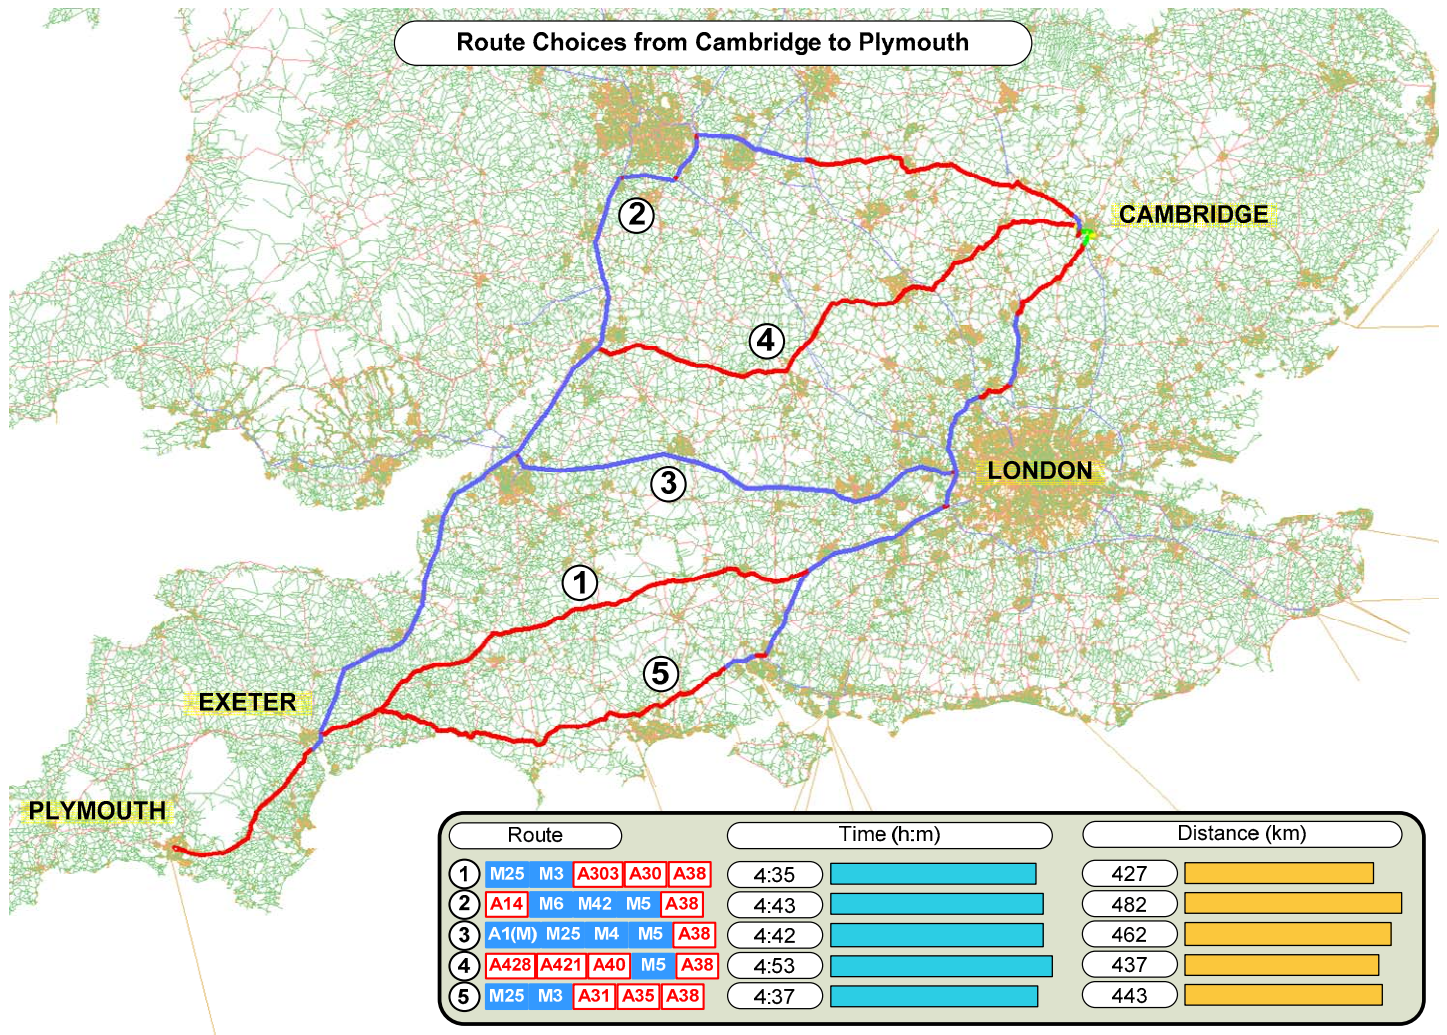 Route Choices from Cambridge to Plymouth
2
CAMBRIDGE
4
LONDON
3
1
5
EXETER
PLYMOUTH
Route Time (h:m) Distance (km)
1 M25 M3 A303 A30 A38 4:35 427
2 A14 M6 M42 M5 A38 4:43 482
3 A1(M) M25 M4 M5 A38 4:42 462
4 A428 A421 A40 M5 A38 4:53 437
5 M25 M3 A31 A35 A38 4:37 443